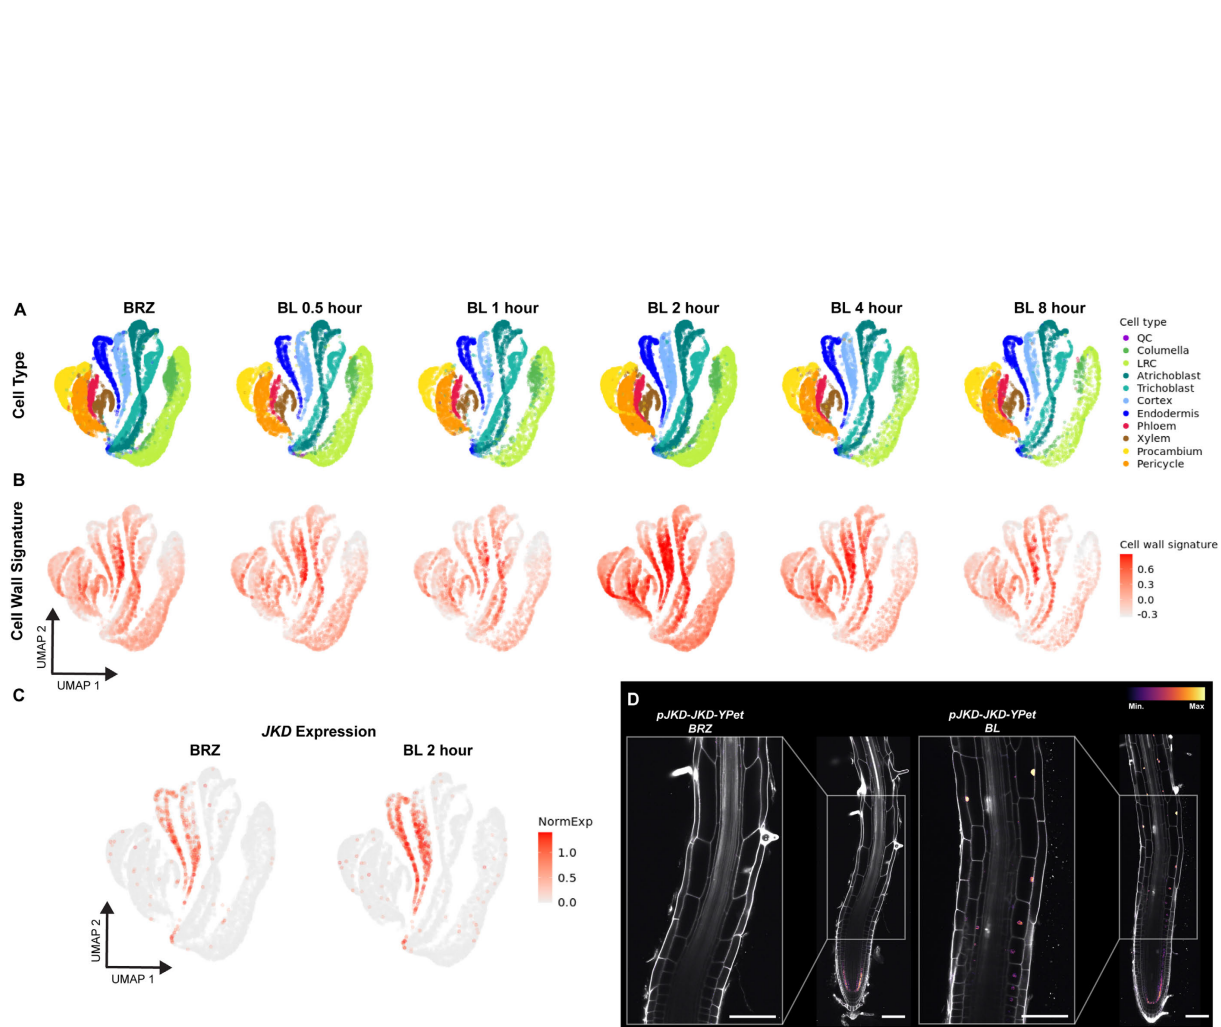 A
BRZ
BL 0.5 hour
BL 1 hour
BL 2 hour
BL 4 hour
BL 8 hour
Cell Type
Cell type
QC
Columella
LRC
Atrichoblast
Trichoblast
Cortex
Endodermis
Phloem
Xylem
Procambium
Pericycle
B
Cell Wall Signature
Cell wall signature
0.6
0.3
0.0
-0.3
UMAP 2
UMAP 1
C
JKD Expression
BRZ
BL 2 hour
NormExp
1.0
0.5
0.0
UMAP 2
UMAP 1
D
pJKD-JKD-YPet
BRZ
pJKD-JKD-YPet
BL
Min.
Max